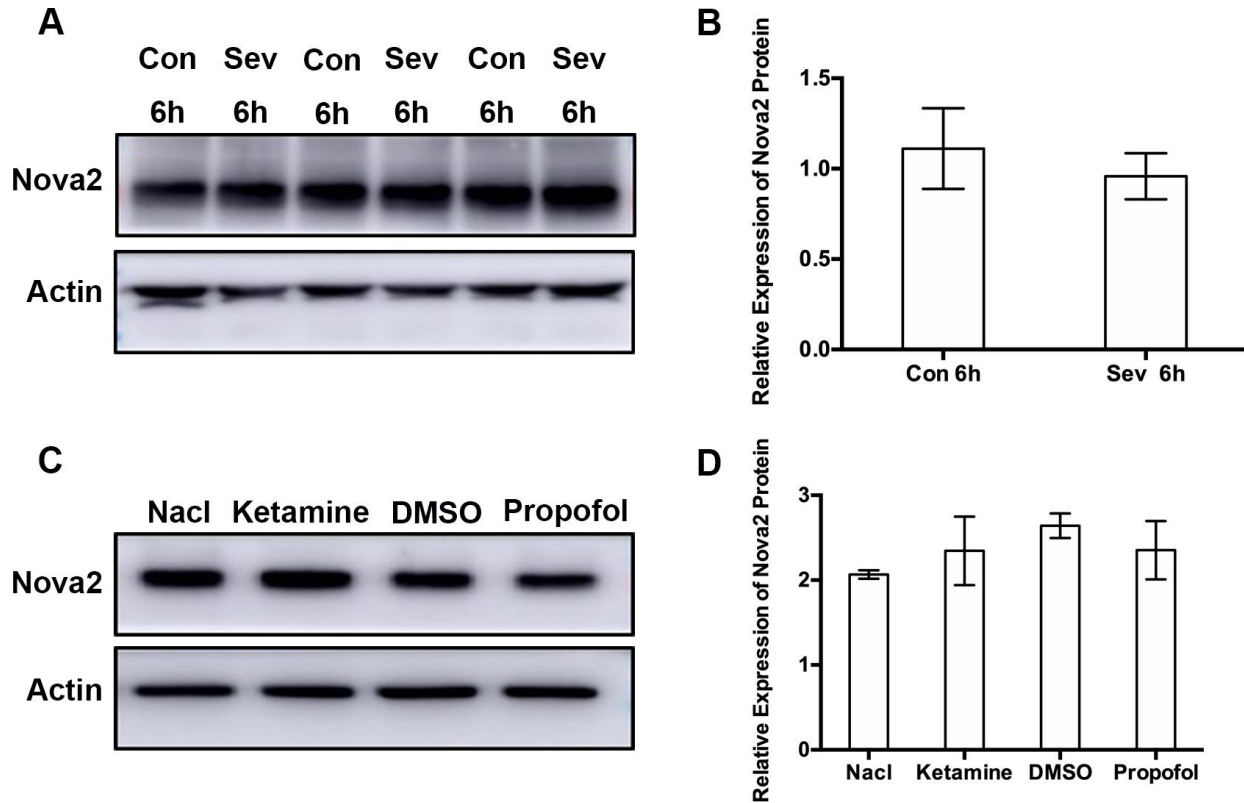 A
Con Sev Con Sev Con Sev
6h 6h 6h 6h 6h 6h
Nova2
Actin
B
Relative Expression of Nova2 Protein
1.5
1.0
0.5
0.0
Con 6h Sev 6h
C
Nacl Ketamine DMSO Propofol
Nova2
Actin
D
Relative Expression of Nova2 Protein
3
2
1
0
Nacl Ketamine DMSO Propofol